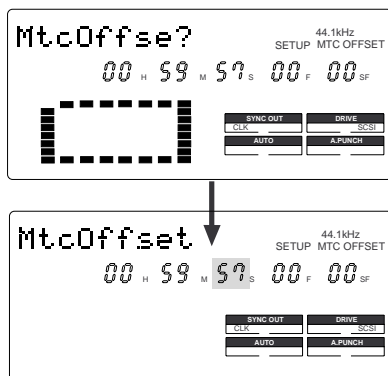 MtcOffse?
44.1kHz
SETUP MTC OFFSET
00 H 59 M 57 S 00 F 00 SF
SYNC OUT DRIVE
CLK SCSI
AUTO A.PUNCH
MtcOffset
44.1kHz
SETUP MTC OFFSET
00 H 59 M 57 S 00 F 00 SF
SYNC OUT DRIVE
CLK SCSI
AUTO A.PUNCH